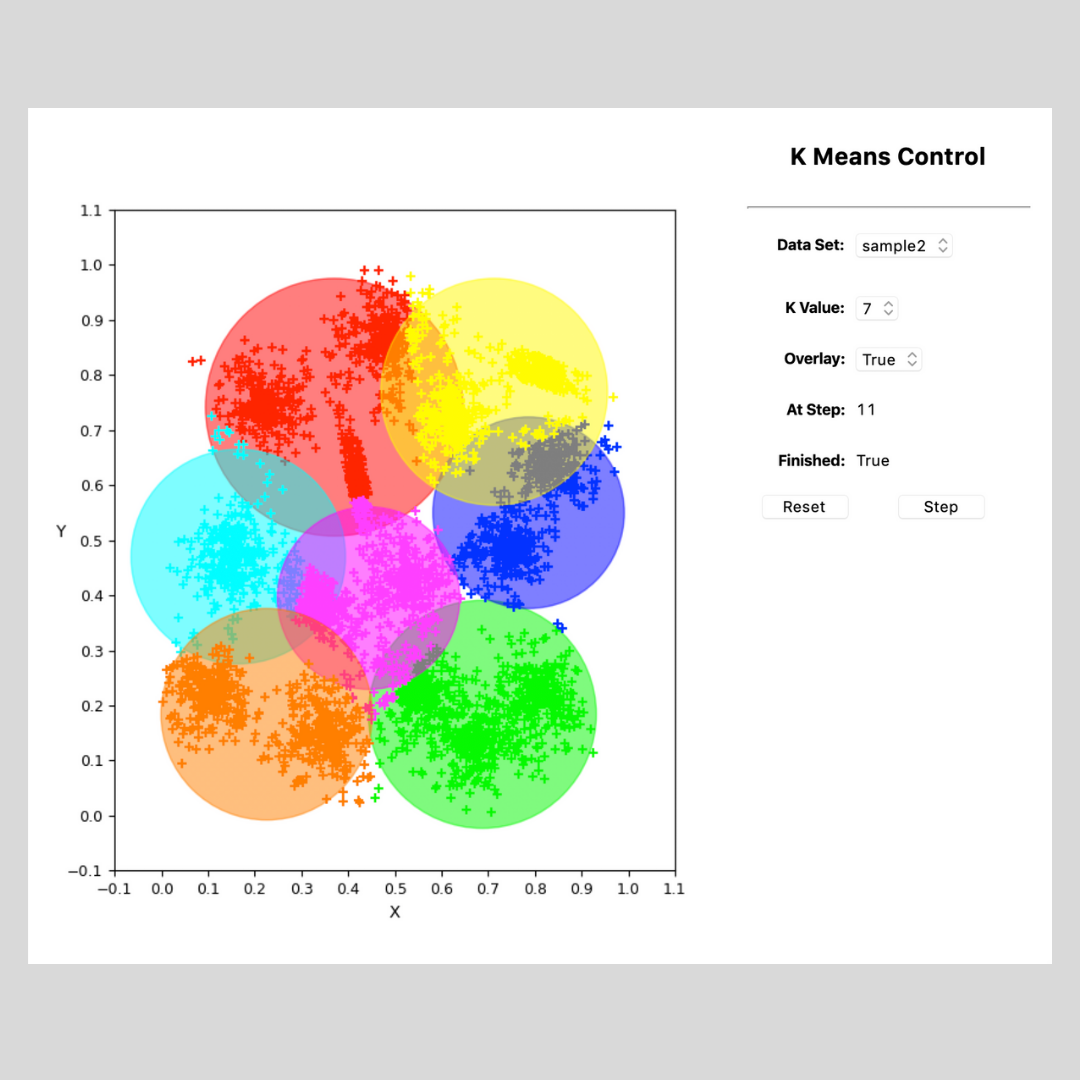 K Means Control
Data Set: sample2
K Value: 7
Overlay: True
At Step: 11
Finished: True
Reset Step
1.1
1.0
0.9
0.8
0.7
0.6
0.5
0.4
0.3
0.2
0.1
0.0
−0.1
Y
−0.1 0.0 0.1 0.2 0.3 0.4 0.5 0.6 0.7 0.8 0.9 1.0 1.1
X